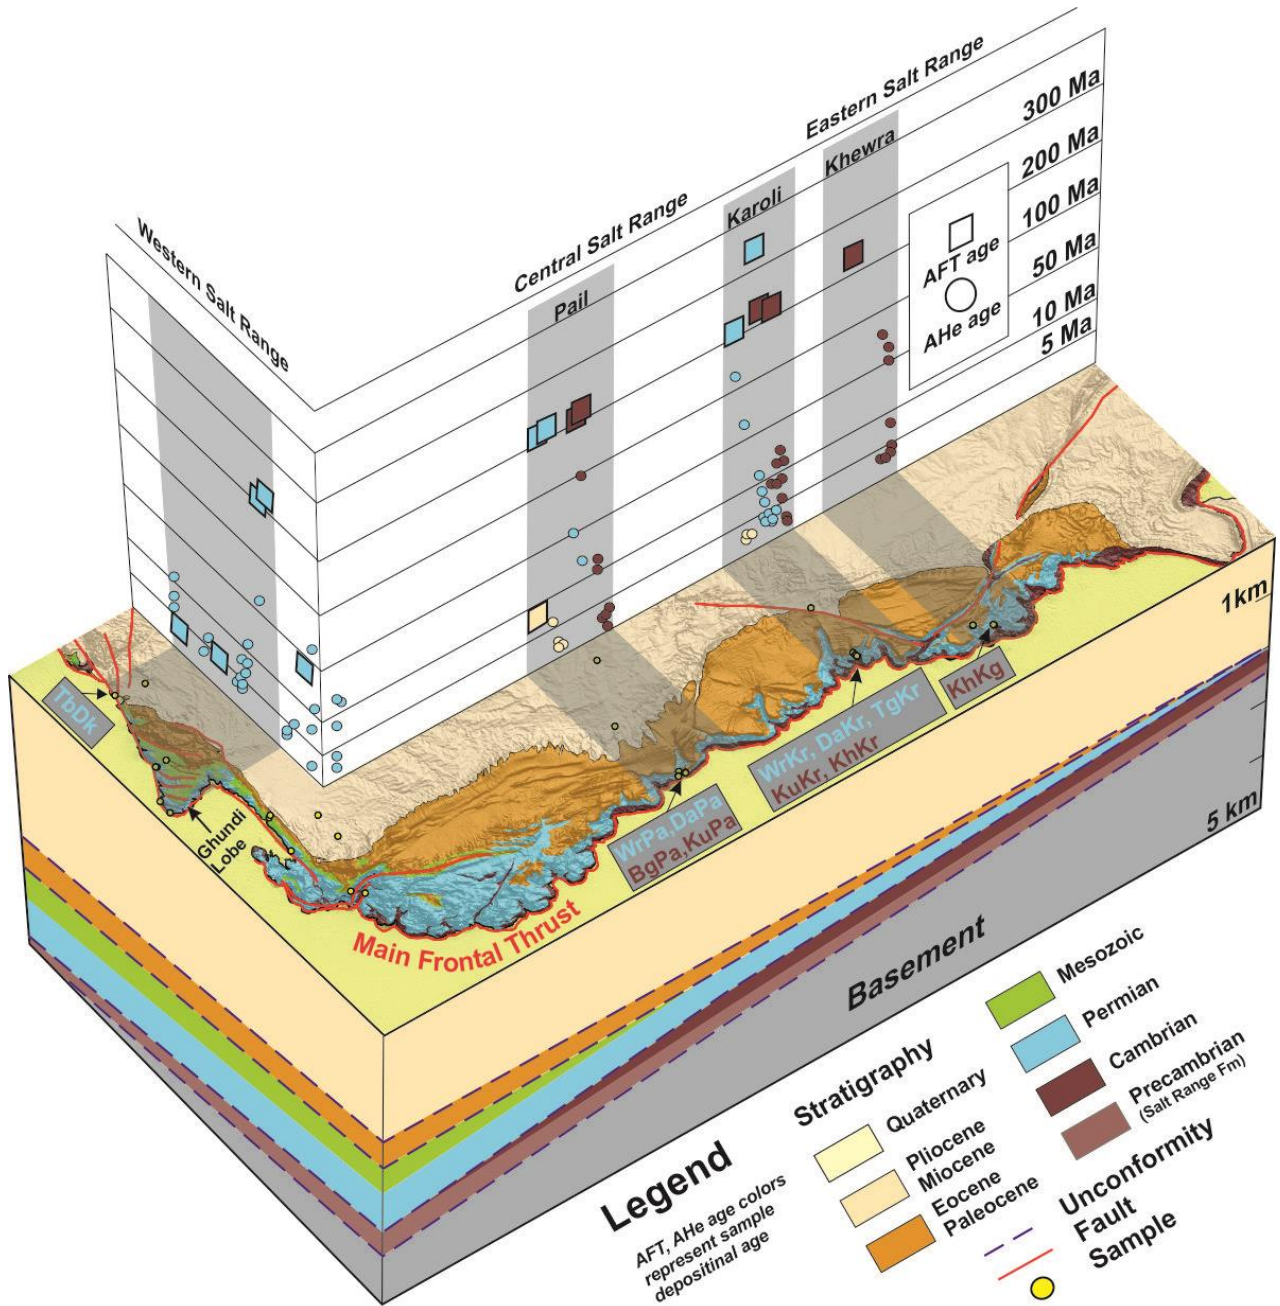 Western Salt Range
Central Salt Range
Eastern Salt Range
Pail
Karoli
Khewra
300 Ma
200 Ma
100 Ma
50 Ma
10 Ma
5 Ma
AFT age
AHe age
1km
5 km
TbDk
Ghundi
Lobe
WrPa,DaPa
BgPa,KuPa
WrKr, DaKr, TgKr
KuKr, KhKr
KhKg
Main Frontal Thrust
Basement
Legend
AFT, AHe age colors
represent sample
depositinal age
Stratigraphy
Quaternary
Pliocene
Miocene
Eocene
Paleocene
Mesozoic
Permian
Cambrian
Precambrian
(Salt Range Fm)
Unconformity
Fault
Sample